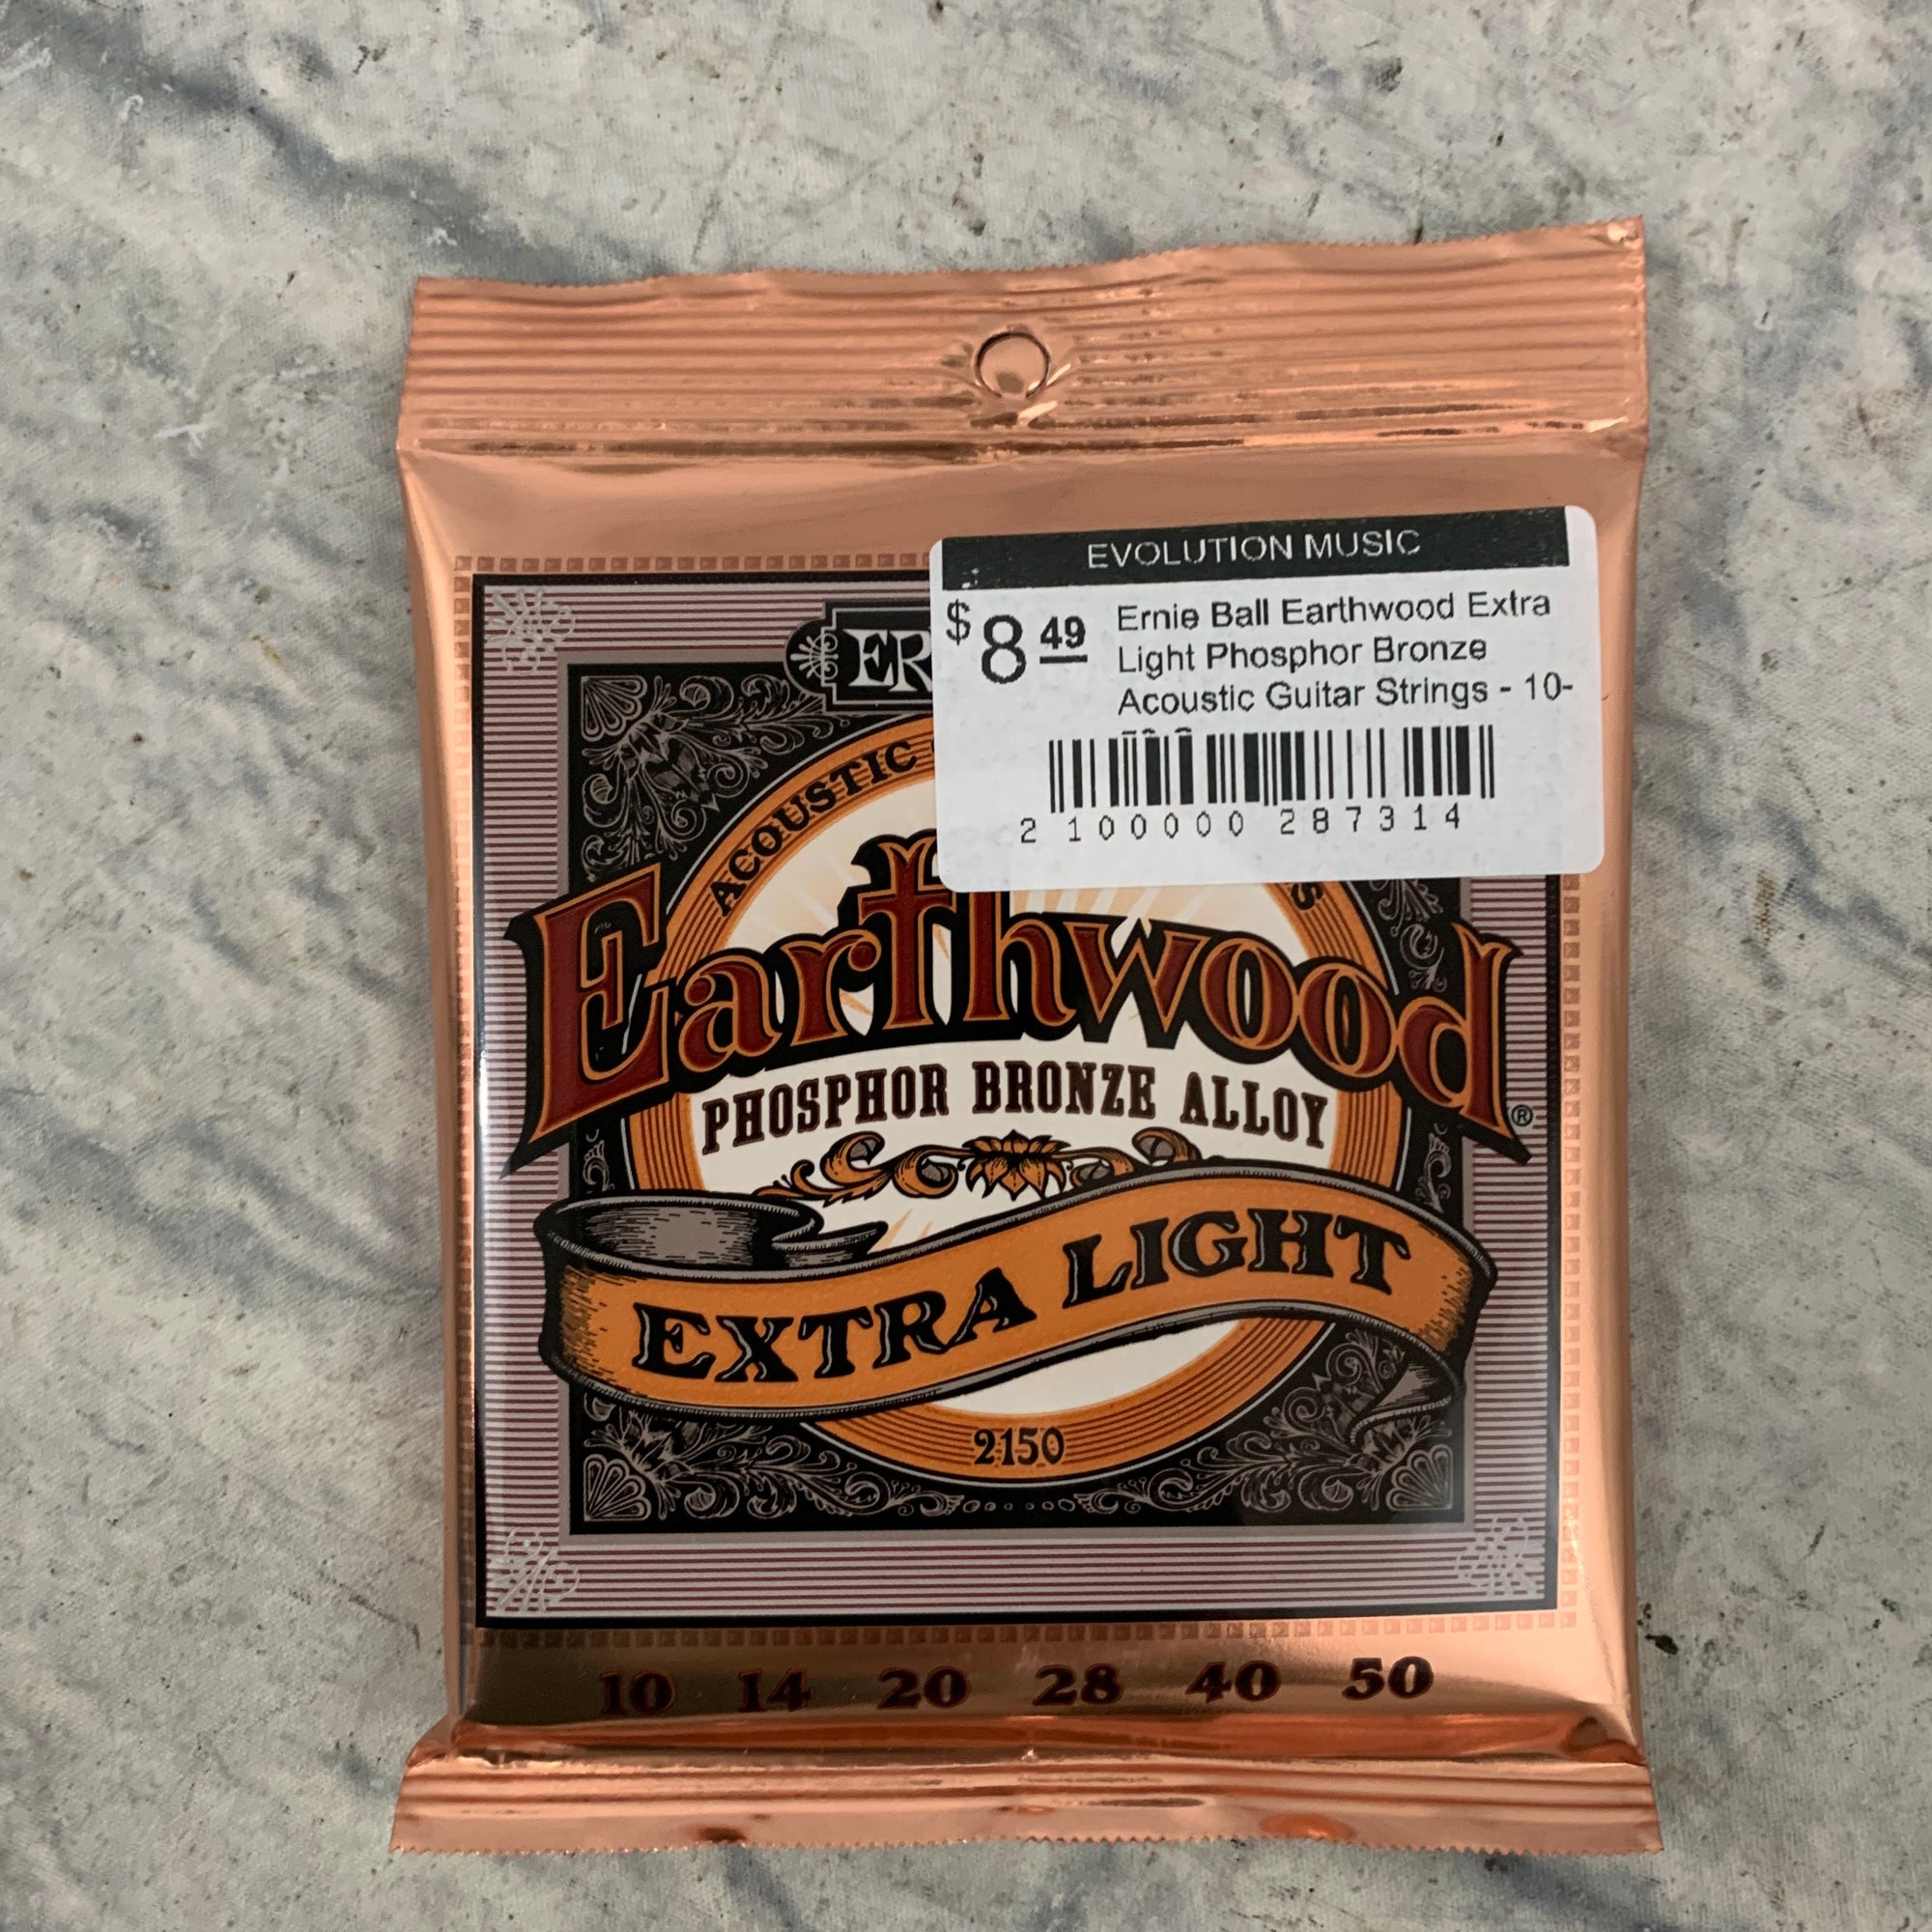 EVOLUTION MUSIC
$8 49 Ernie Ball Earthwood Extra
Light Phosphor Bronze
Acoustic Guitar Strings - 10-
2 100000 287314
ER
ACOUSTIC
Earthwood®
PHOSPHOR BRONZE ALLOY
EXTRA LIGHT
2150
10 14 20 28 40 50